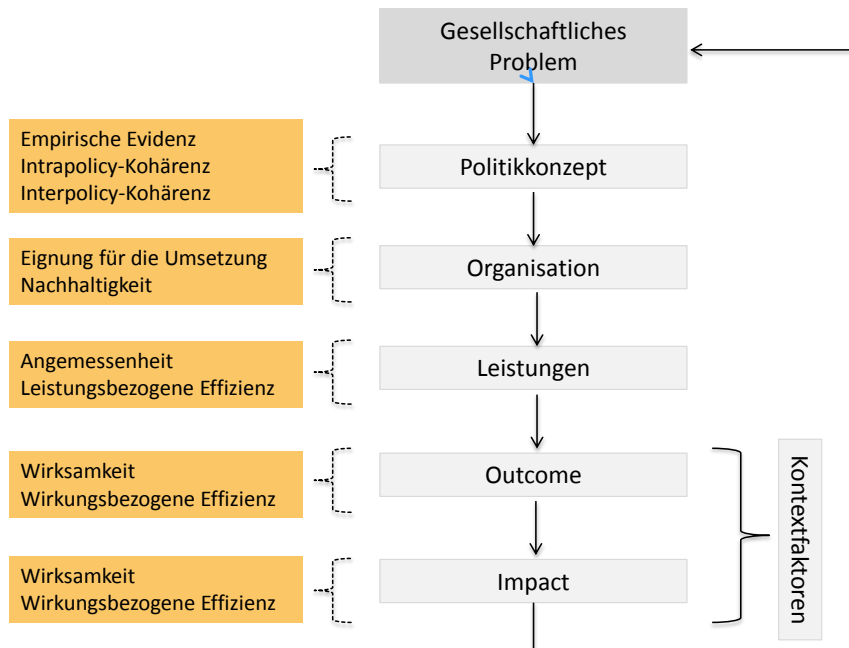 Gesellschaftliches
Problem
Empirische Evidenz
Intrapolicy-Kohärenz
Interpolicy-Kohärenz
Politikkonzept
Eignung für die Umsetzung
Nachhaltigkeit
Organisation
Angemessenheit
Leistungsbezogene Effizienz
Leistungen
Wirksamkeit
Wirkungsbezogene Effizienz
Outcome
Wirksamkeit
Wirkungsbezogene Effizienz
Impact
Kontextfaktoren